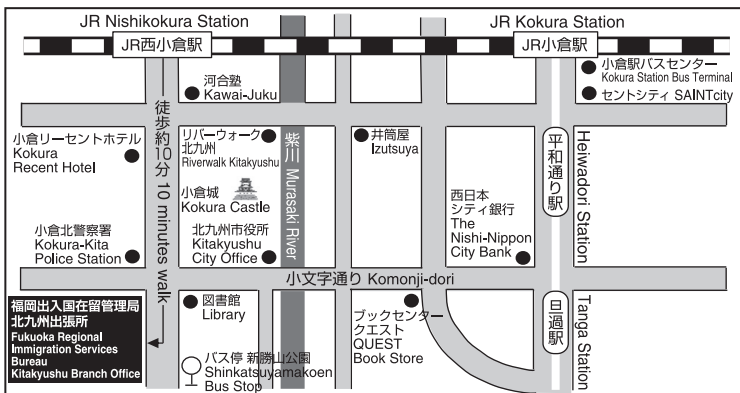 JR Nishikokura Station
JR Kokura Station
JR西小倉駅
JR小倉駅
小倉駅バスセンター
Kokura Station Bus Terminal
セントシティ SAINTcity
河合塾
Kawai-Juku
徒歩約10分 10 minutes walk
小倉リーセントホテル
Kokura
Recent Hotel
リバーウォーク
北九州
Riverwalk Kitakyushu
紫川 Murasaki River
井筒屋
Izutsuya
平和通り駅
Heiwadori Station
小倉城
Kokura Castle
西日本
シティ銀行
The
Nishi-Nippon
City Bank
小倉北警察署
Kokura-Kita
Police Station
北九州市役所
Kitakyushu
City Office
小文字通り Komonji-dori
福岡出入国在留管理局
北九州出張所
Fukuoka Regional
Immigration Services
Bureau
Kitakyushu Branch Office
図書館
Library
ブックセンター
クエスト
QUEST
Book Store
旦過駅
Tanga Station
バス停 新勝山公園
Shinkatsuyamakoen
Bus Stop